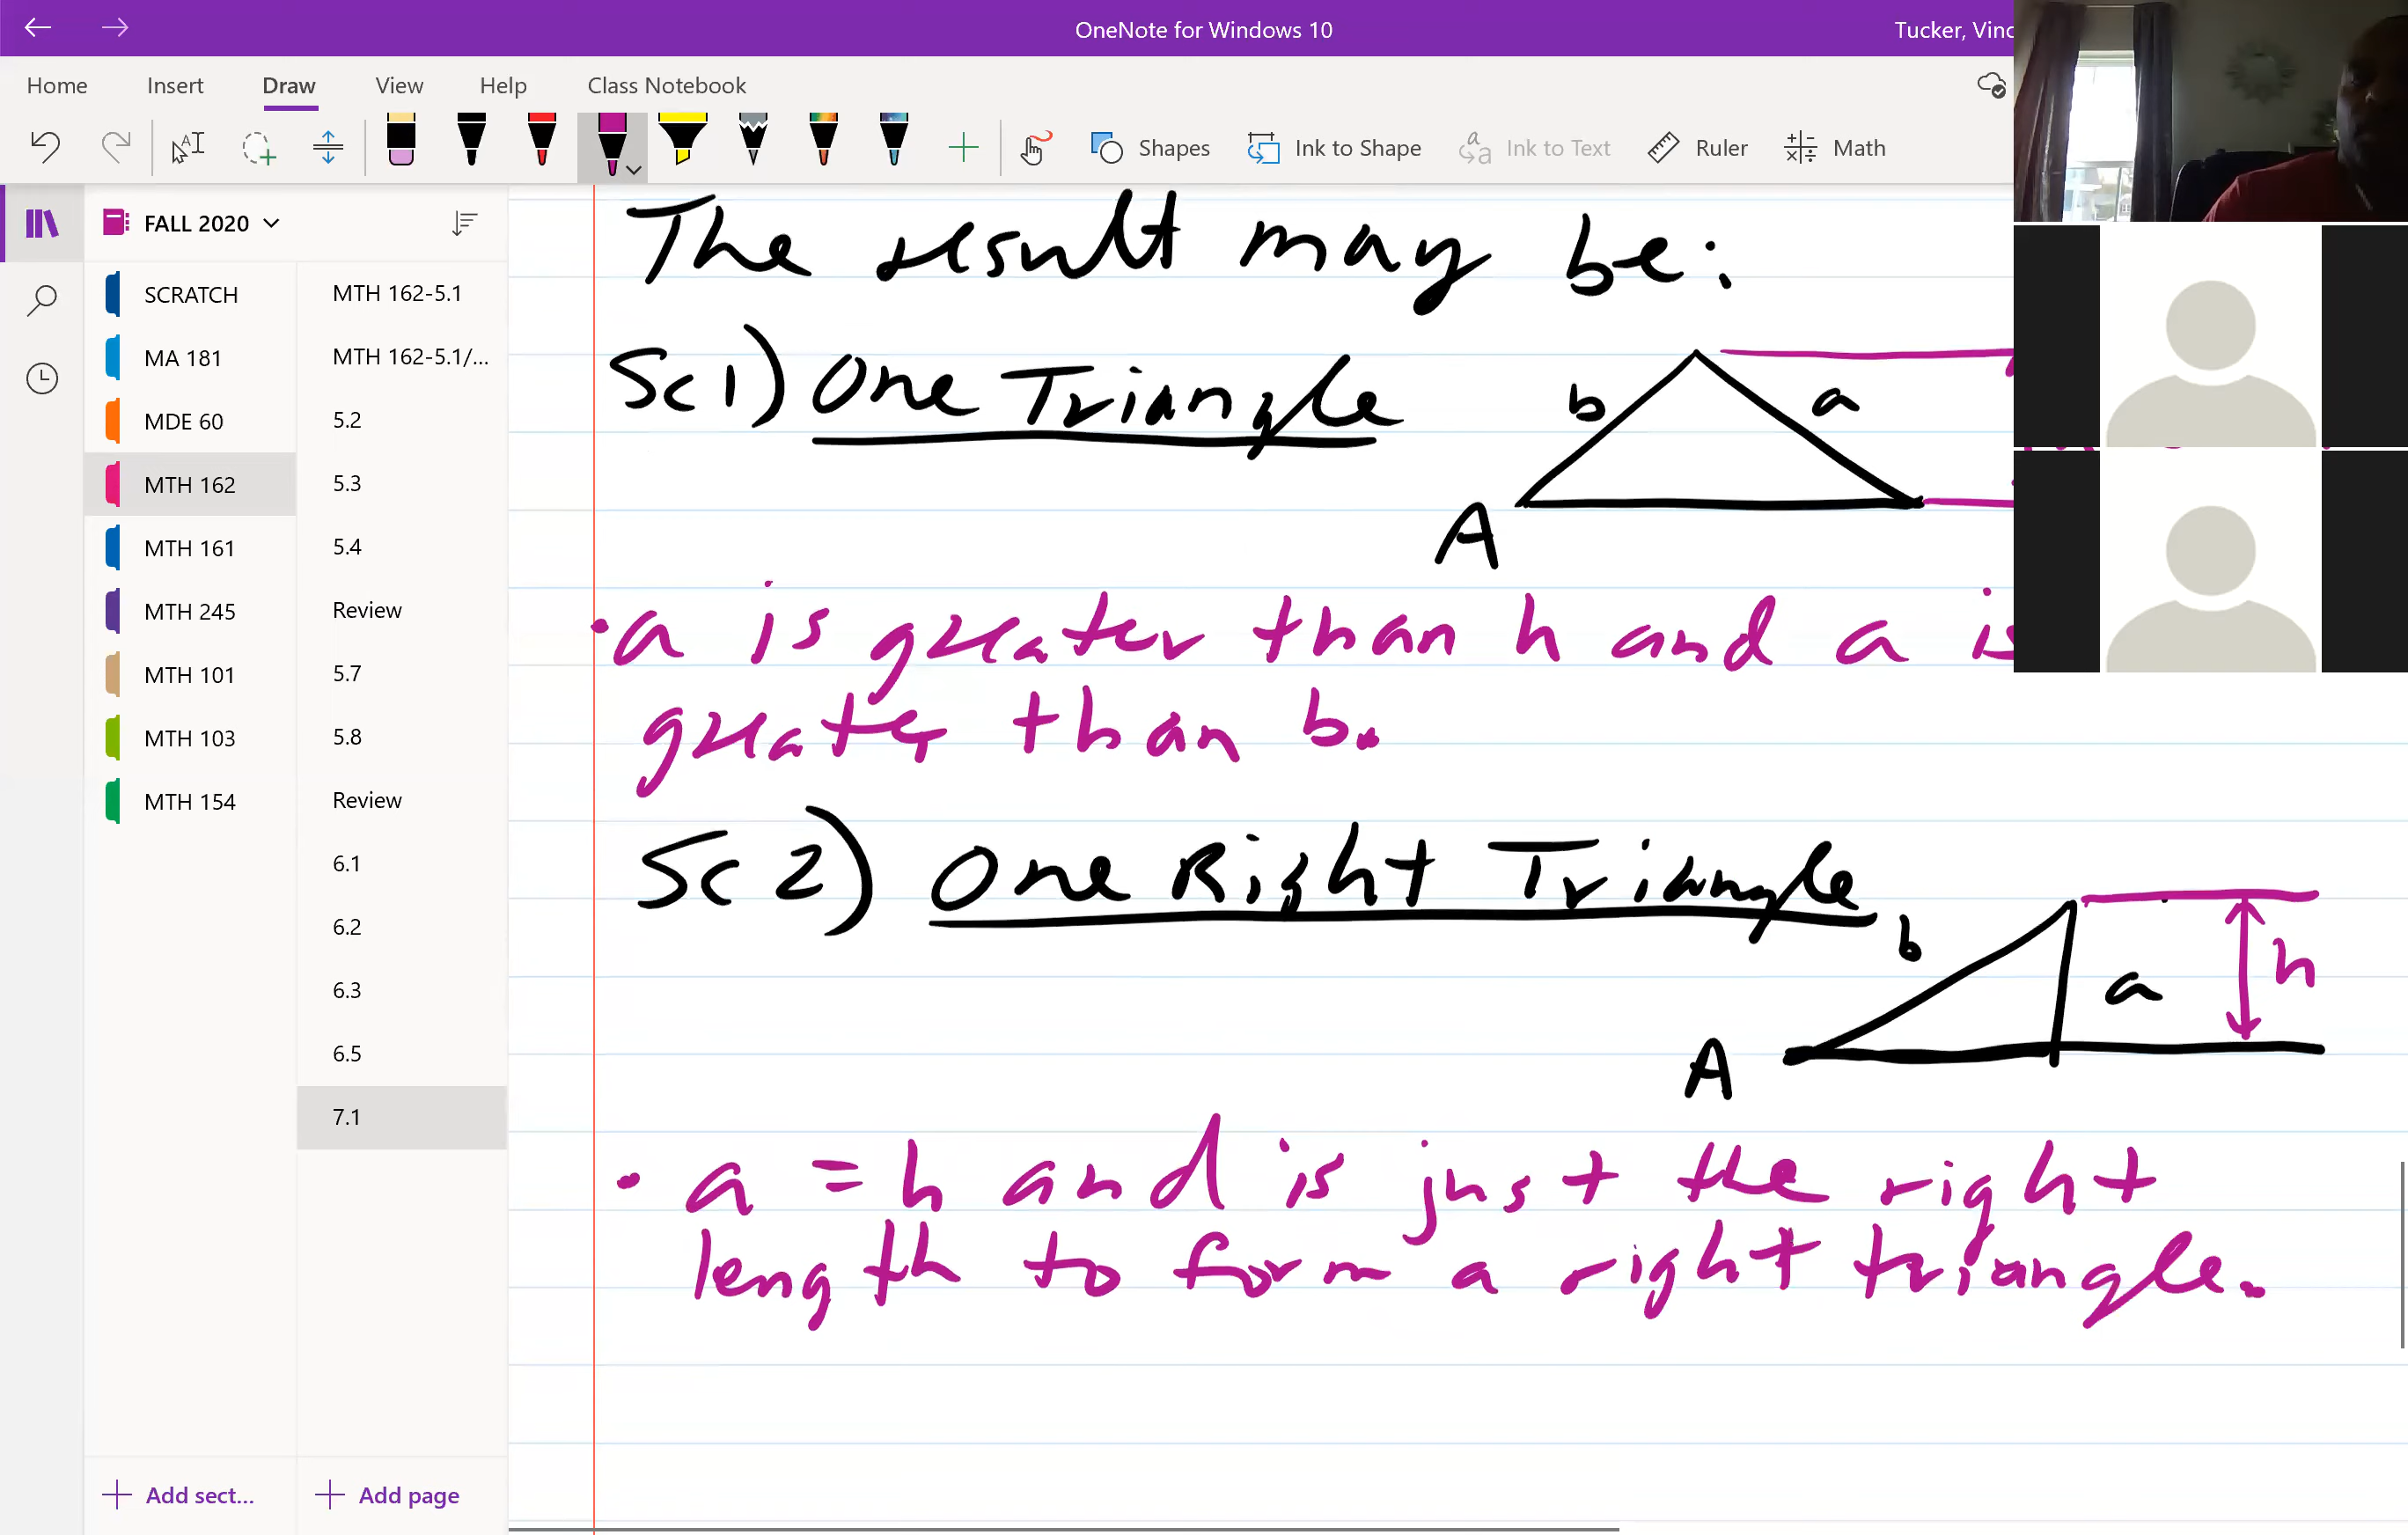 OneNote for Windows 10
Tucker, Vinc
Home Insert Draw View Help Class Notebook
Shapes Ink to Shape Ink to Text Ruler Math
FALL 2020
SCRATCH
MA 181
MDE 60
MTH 162
MTH 161
MTH 245
MTH 101
MTH 103
MTH 154
Add sect...
MTH 162-5.1
MTH 162-5.1/...
5.2
5.3
5.4
Review
5.7
5.8
Review
6.1
6.2
6.3
6.5
7.1
Add page
The result may be:
Sc 1) One Triangle
b a
A
• a is greater than h and a is
greater than b.
Sc 2) One Right Triangle
b
a h
A
• a = h and is just the right
length to form a right triangle.